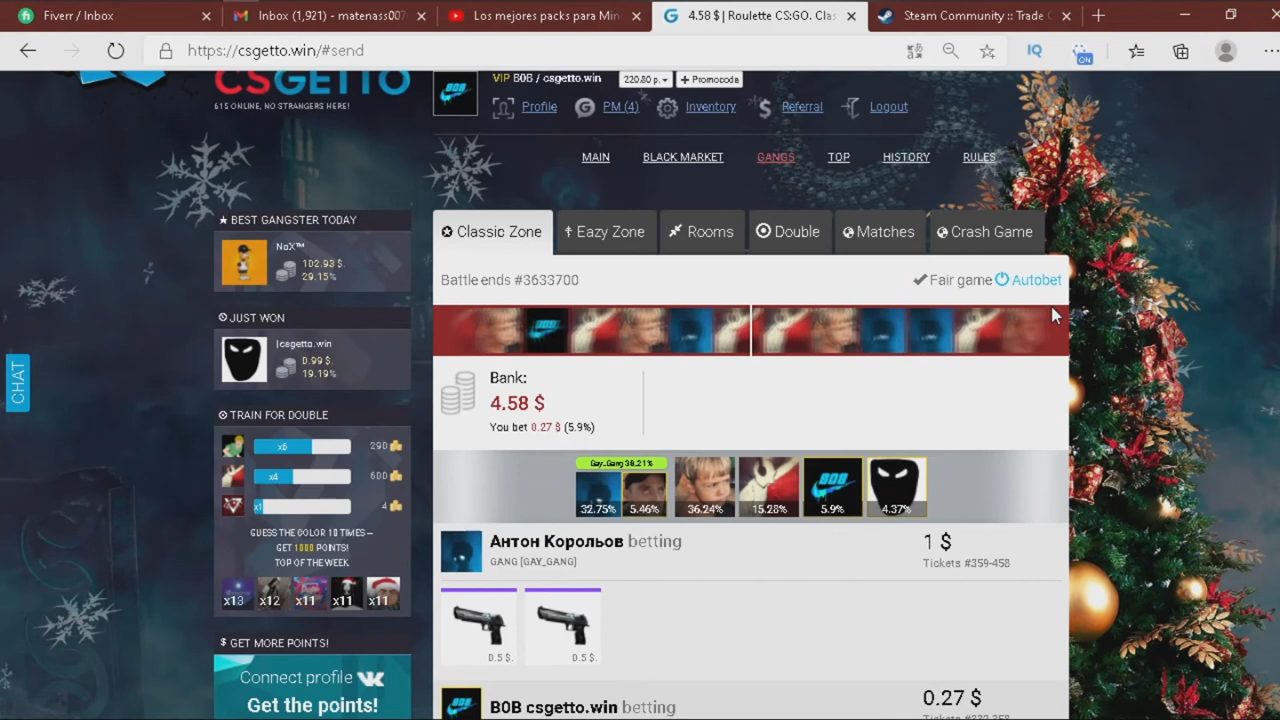 Fiverr / Inbox
Inbox (1,921) - matenass007
Los mejores packs para Min
4.58 $ | Roulette CS:GO. Clas
Steam Community :: Trade
https://csgetto.win/#send
IQ
ON
CSGETTO
615 ONLINE, NO STRANGERS HERE!
VIP B0B / csgetto.win
220.80 p.
+ Promocode
Profile
PM (4)
Inventory
Referral
Logout
MAIN
BLACK MARKET
GANGS
TOP
HISTORY
RULES
BEST GANGSTER TODAY
NoX™
102.93 $.
29.15%
JUST WON
|csgetto.win
0.99 $.
19.19%
TRAIN FOR DOUBLE
x6
290
x4
600
x1
4
GUESS THE COLOR 10 TIMES —
GET 1000 POINTS!
TOP OF THE WEEK
x13
x12
x11
x11
x11
$ GET MORE POINTS!
Connect profile
Get the points!
CHAT
Classic Zone
Eazy Zone
Rooms
Double
Matches
Crash Game
Battle ends #3633700
Fair game
Autobet
Bank:
4.58 $
You bet 0.27 $ (5.9%)
Gay_Gang 38.21%
32.75%
5.46%
36.24%
15.28%
B0B
5.9%
4.37%
Антон Корольов betting
GANG [GAY_GANG]
1 $
Tickets #359-458
0.5 $.
0.5 $.
B0B csgetto.win betting
0.27 $